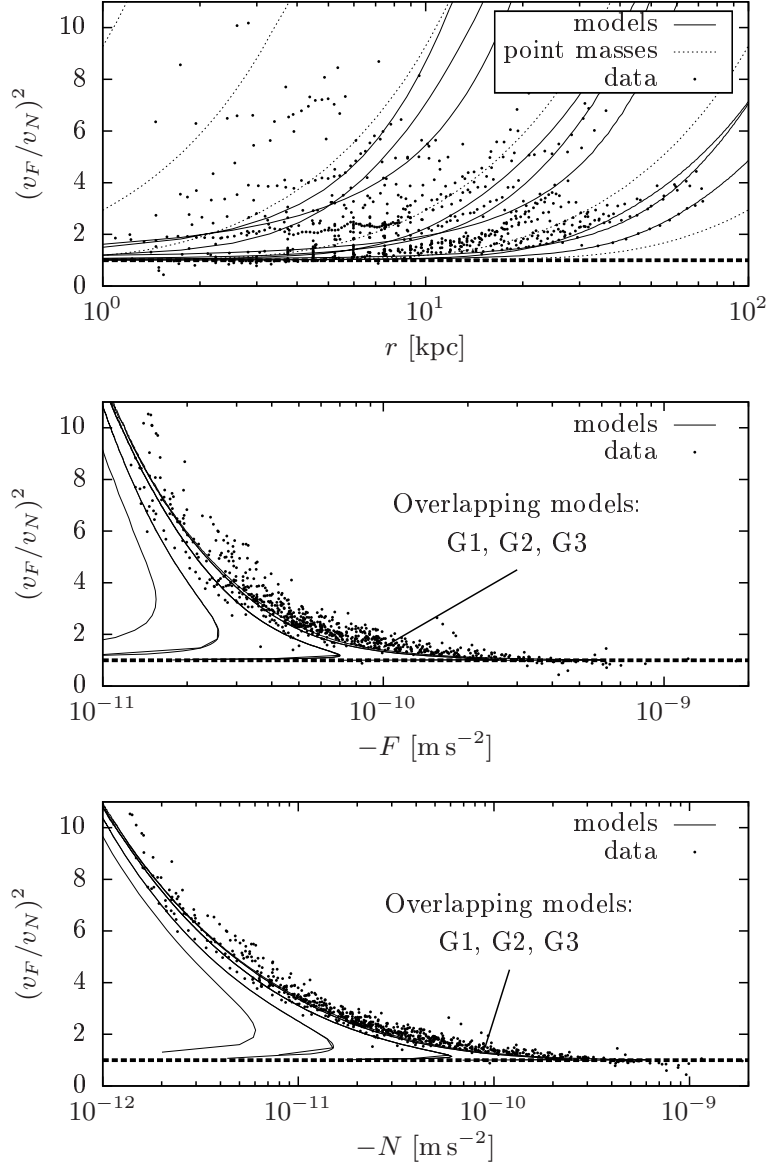 10
8
6
4
2
0
(v_F/v_N)^2
models
point masses
data
10^0
10^1
10^2
r [kpc]
10
8
6
4
2
0
(v_F/v_N)^2
models
data
Overlapping models:
G1, G2, G3
10^−11
10^−10
10^−9
−F [m s^−2]
10
8
6
4
2
0
(v_F/v_N)^2
models
data
Overlapping models:
G1, G2, G3
10^−12
10^−11
10^−10
10^−9
−N [m s^−2]